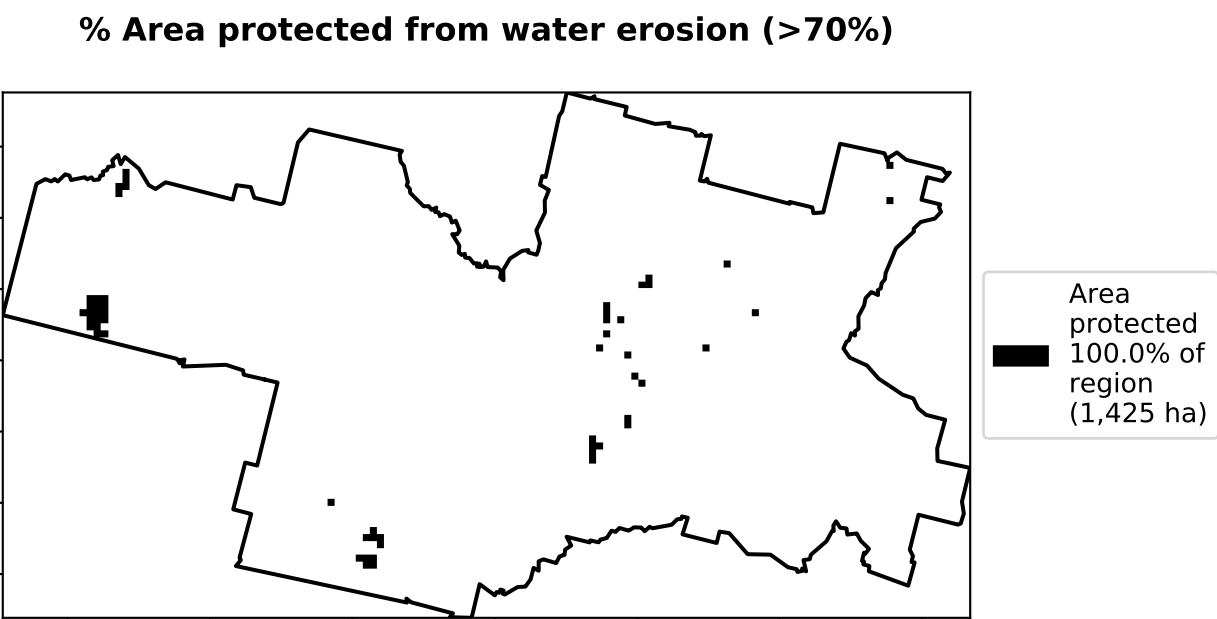 % Area protected from water erosion (>70%)
Area
protected
100.0% of
region
(1,425 ha)